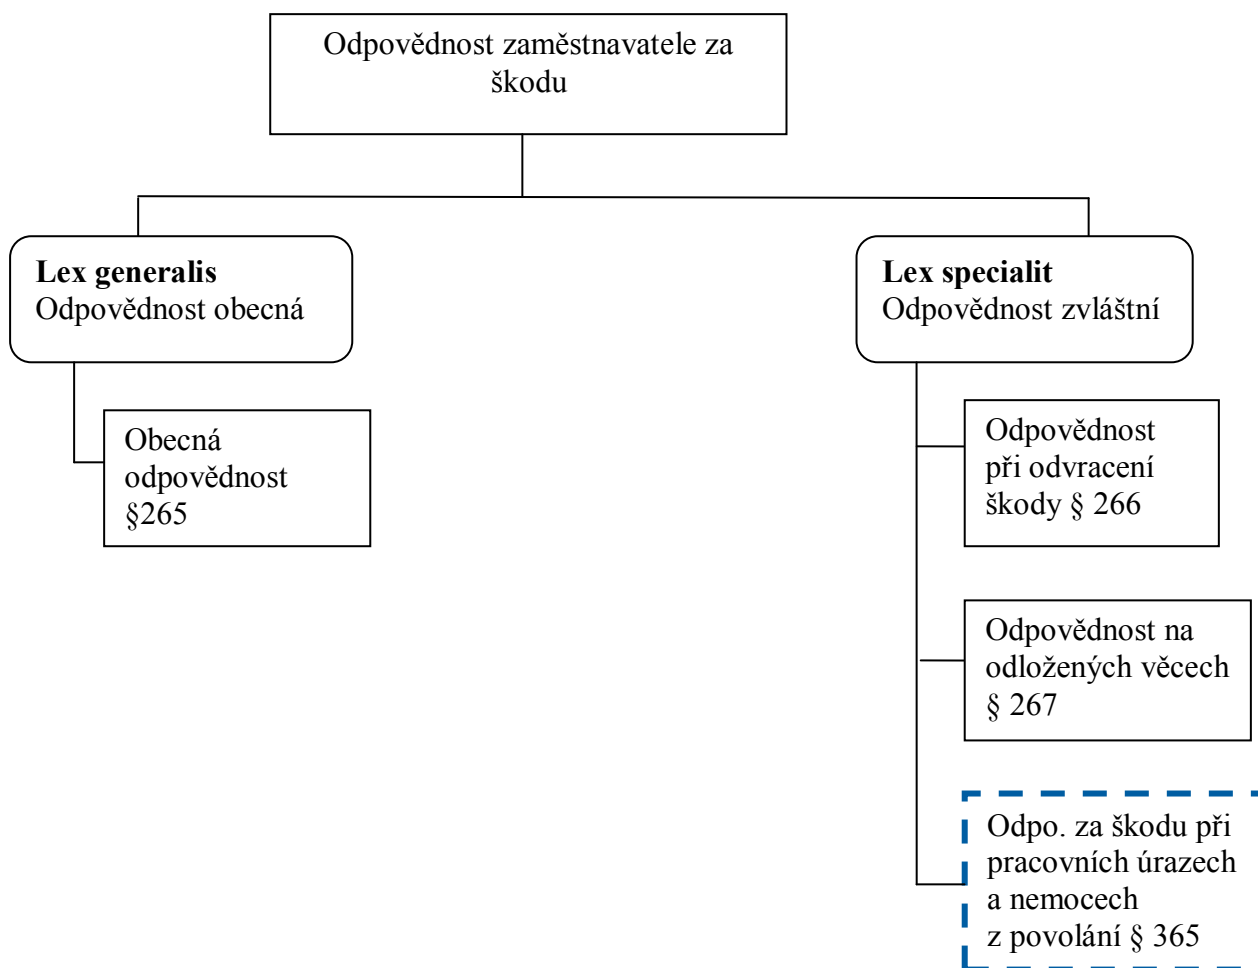 Odpovědnost zaměstnavatele za
škodu
Lex generalis
Odpovědnost obecná
Lex specialit
Odpovědnost zvláštní
Obecná
odpovědnost
§265
Odpovědnost
při odvracení
škody § 266
Odpovědnost na
odložených věcech
§ 267
Odpo. za škodu při
pracovních úrazech
a nemocech
z povolání § 365